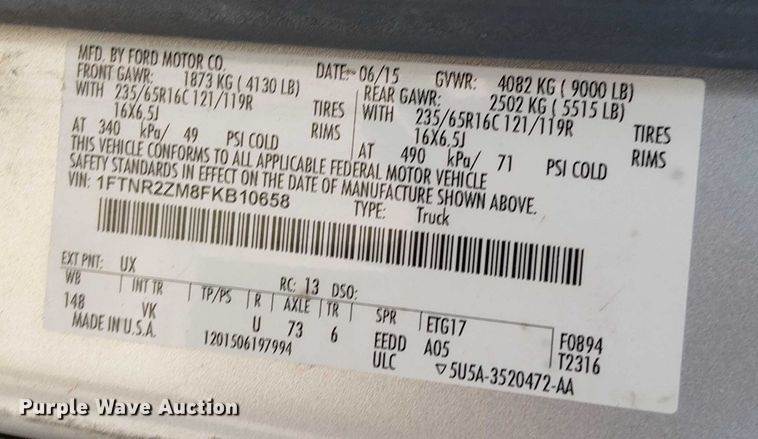 MFD. BY FORD MOTOR CO.
DATE: 06/15 GVWR: 4082 KG ( 9000 LB)
FRONT GAWR: 1873 KG ( 4130 LB)
REAR GAWR: 2502 KG ( 5515 LB)
WITH 235/65R16C 121/119R TIRES
WITH 235/65R16C 121/119R TIRES
16X6.5J RIMS
16X6.5J RIMS
AT 340 kPa/ 49 PSI COLD
AT 490 kPa/ 71 PSI COLD
THIS VEHICLE CONFORMS TO ALL APPLICABLE FEDERAL MOTOR VEHICLE
SAFETY STANDARDS IN EFFECT ON THE DATE OF MANUFACTURE SHOWN ABOVE.
VIN: 1FTNR2ZM8FKB10658
TYPE: Truck
EXT PNT: UX RC: 13 DSO:
WB INT TR TP/PS R AXLE TR SPR ETG17 F0894
148 VK U 73 6 EEDD A05 T2316
MADE IN U.S.A. 1201506197994 ULC ▽5U5A-3520472-AA
Purple Wave Auction